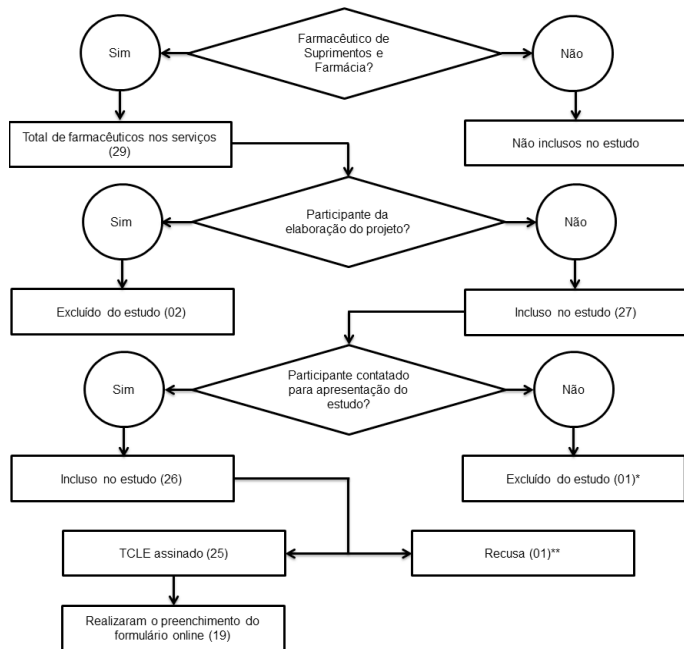 Sim
Farmacêutico de
Suprimentos e
Farmácia?
Não
Total de farmacêuticos nos serviços
(29)
Não inclusos no estudo
Sim
Participante da
elaboração do projeto?
Não
Excluído do estudo (02)
Incluso no estudo (27)
Sim
Participante contatado
para apresentação do
estudo?
Não
Incluso no estudo (26)
Excluído do estudo (01)*
TCLE assinado (25)
Recusa (01)**
Realizaram o preenchimento do
formulário online (19)